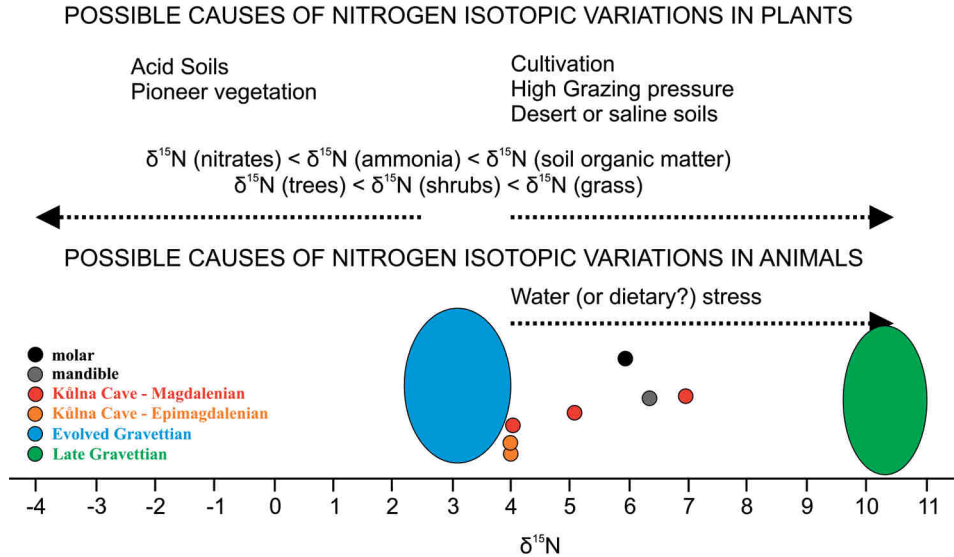 POSSIBLE CAUSES OF NITROGEN ISOTOPIC VARIATIONS IN PLANTS
Acid Soils
Pioneer vegetation
Cultivation
High Grazing pressure
Desert or saline soils
δ¹⁵N (nitrates) < δ¹⁵N (ammonia) < δ¹⁵N (soil organic matter)
δ¹⁵N (trees) < δ¹⁵N (shrubs) < δ¹⁵N (grass)
POSSIBLE CAUSES OF NITROGEN ISOTOPIC VARIATIONS IN ANIMALS
Water (or dietary?) stress
molar
mandible
Kůlna Cave - Magdalenian
Kůlna Cave - Epimagdalenian
Evolved Gravettian
Late Gravettian
-4 -3 -2 -1 0 1 2 3 4 5 6 7 8 9 10 11
δ¹⁵N